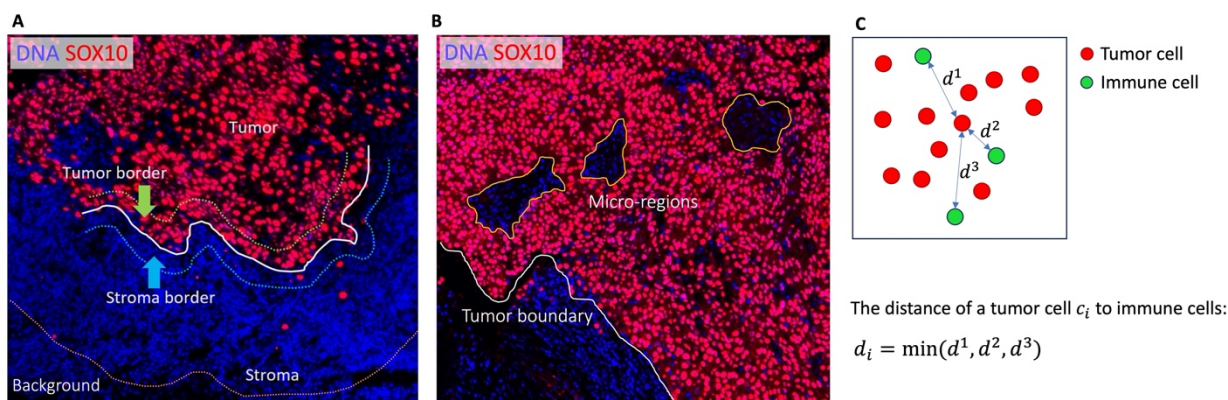 A
DNA SOX10
Tumor
Tumor border
Stroma border
Stroma
Background
B
DNA SOX10
Micro-regions
Tumor boundary
C
d¹
d²
d³
Tumor cell
Immune cell
The distance of a tumor cell cᵢ to immune cells:
dᵢ = min(d¹, d², d³)